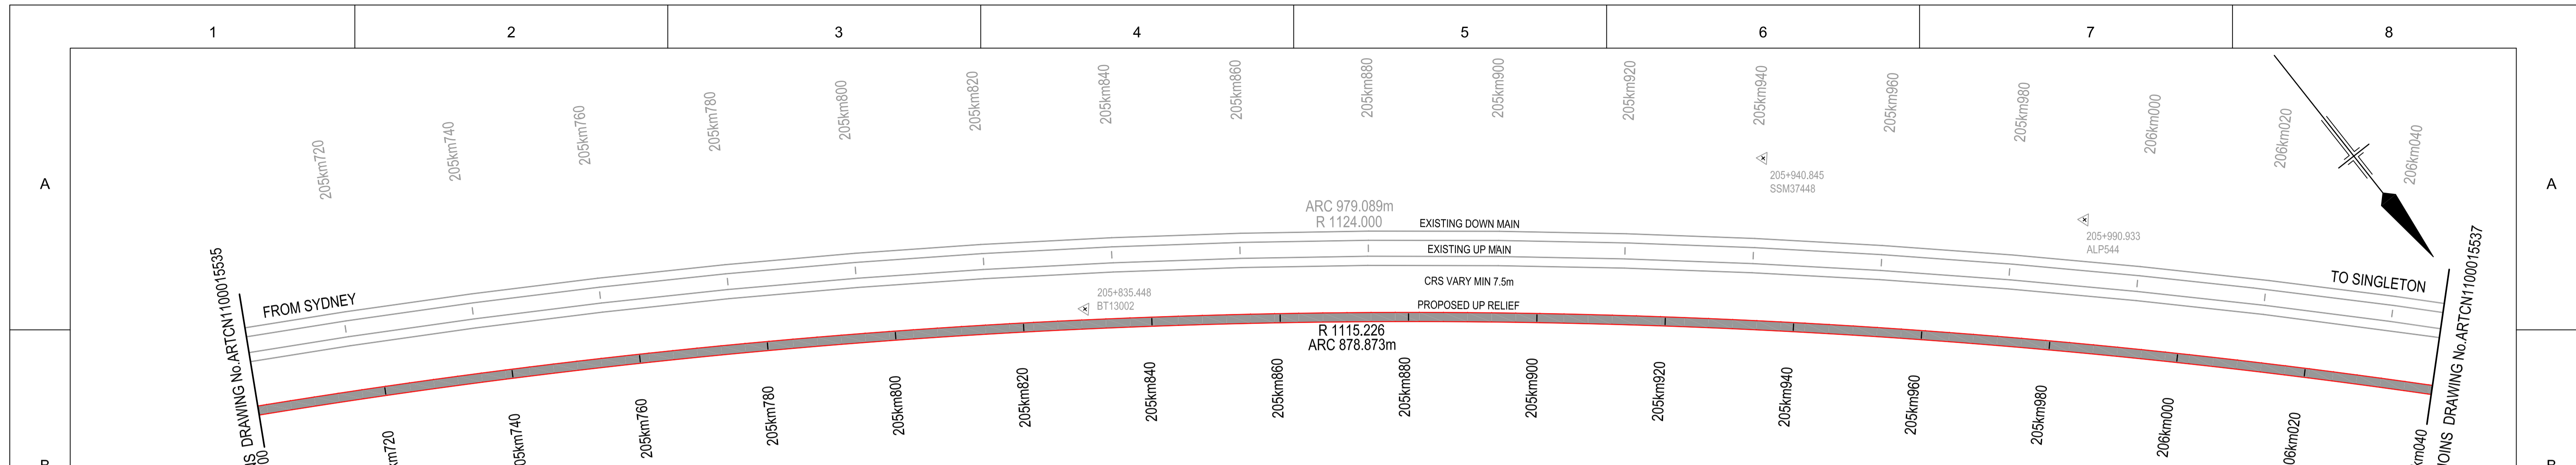 1 2 3 4 5 6 7 8
A
A
205km720
205km740
205km760
205km780
205km800
205km820
205km840
205km860
205km880
205km900
205km920
205km940
205km960
205km980
206km000
206km020
206km040
205+940.845
SSM37448
205+990.933
ALP544
ARC 979.089m
R 1124.000
EXISTING DOWN MAIN
EXISTING UP MAIN
CRS VARY MIN 7.5m
PROPOSED UP RELIEF
205+835.448
BT13002
FROM SYDNEY
TO SINGLETON
R 1115.226
ARC 878.873m
DRAWING No.ARTCN1100015535
DRAWING No.ARTCN1100015537
km720
05km740
205km760
205km780
205km800
205km820
205km840
205km860
205km880
205km900
205km920
205km940
205km960
205km980
206km000
06km020
km040